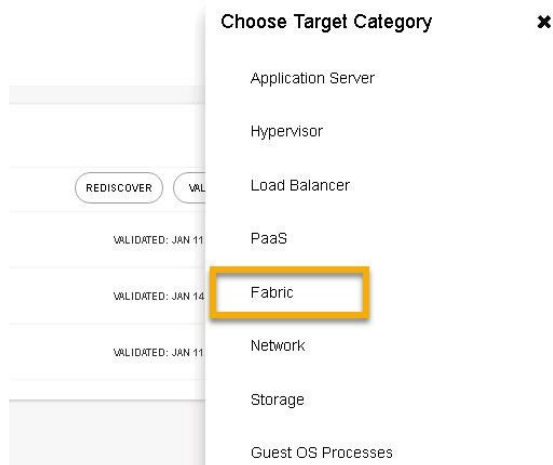 Choose Target Category ✖
Application Server
Hypervisor
Load Balancer
REDISCOVER
PaaS
VALIDATED: JAN 11
Fabric
VALIDATED: JAN 14
Network
VALIDATED: JAN 11
Storage
Guest OS Processes